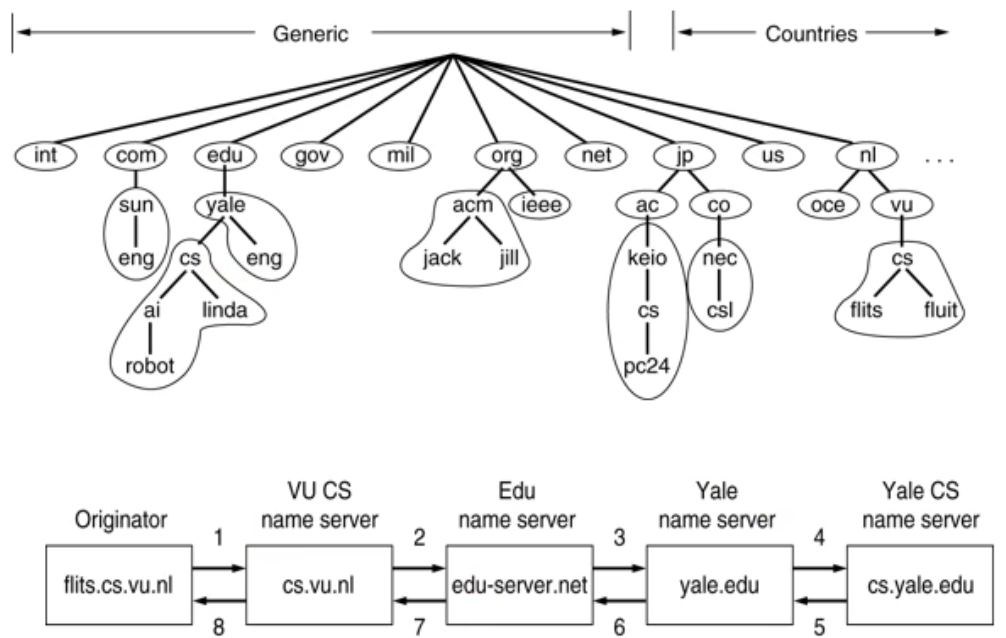 Generic Countries
int com edu gov mil org net jp us nl ...
sun yale acm ieee ac co oce vu
eng cs eng jack jill keio nec cs
ai linda cs csl flits fluit
robot pc24
VU CS Edu Yale Yale CS
Originator name server name server name server name server
1 2 3 4
flits.cs.vu.nl cs.vu.nl edu-server.net yale.edu cs.yale.edu
8 7 6 5